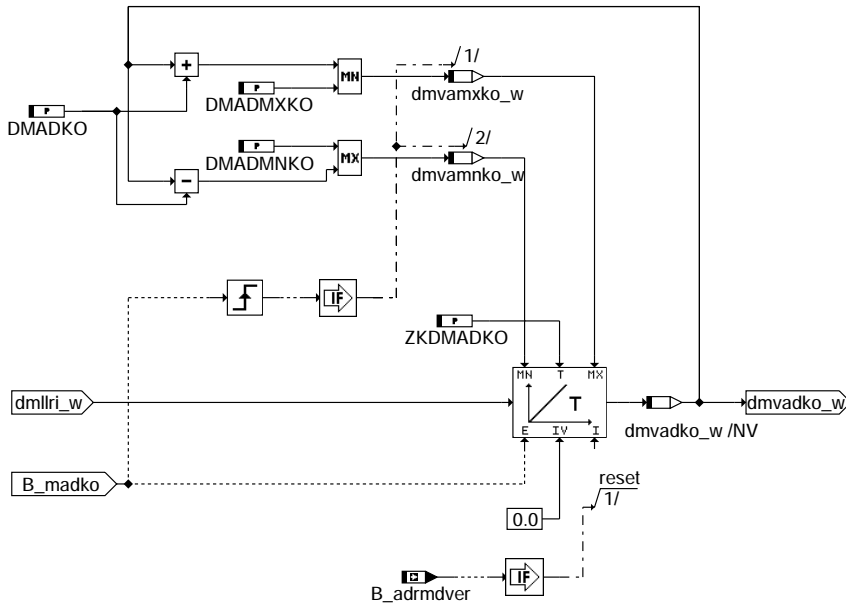 1/
P
MN
DMADMXKO
dmvamxko_w
P
DMADKO
2/
P
DMADMNKO
MX
dmvamnko_w
IF
P
ZKDMADKO
MN T MX
T
E IV I
dmllri_w
dmvadko_w
dmvadko_w /NV
B_madko
reset
1/
0.0
IF
B_adrmdver